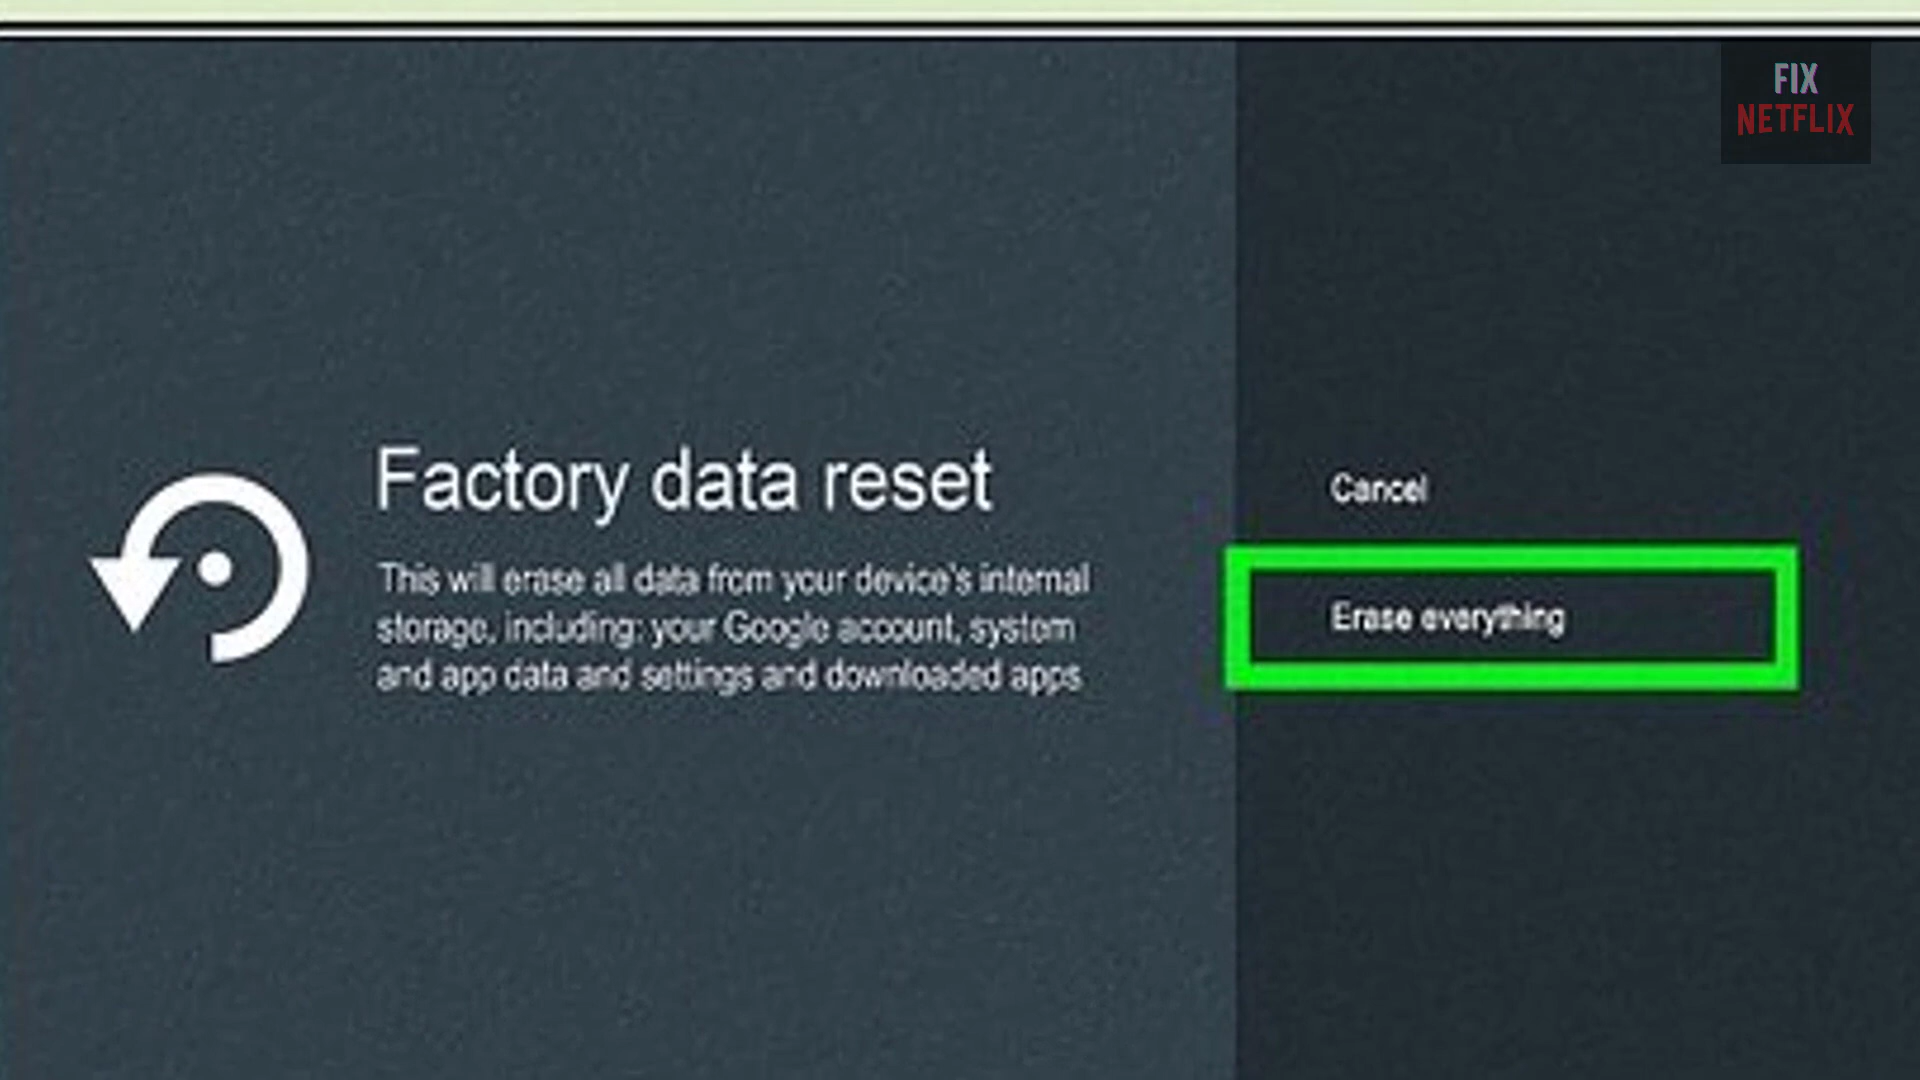 FIX
NETFLIX
Factory data reset
This will erase all data from your device's internal
storage, including: your Google account, system
and app data and settings and downloaded apps
Cancel
Erase everything